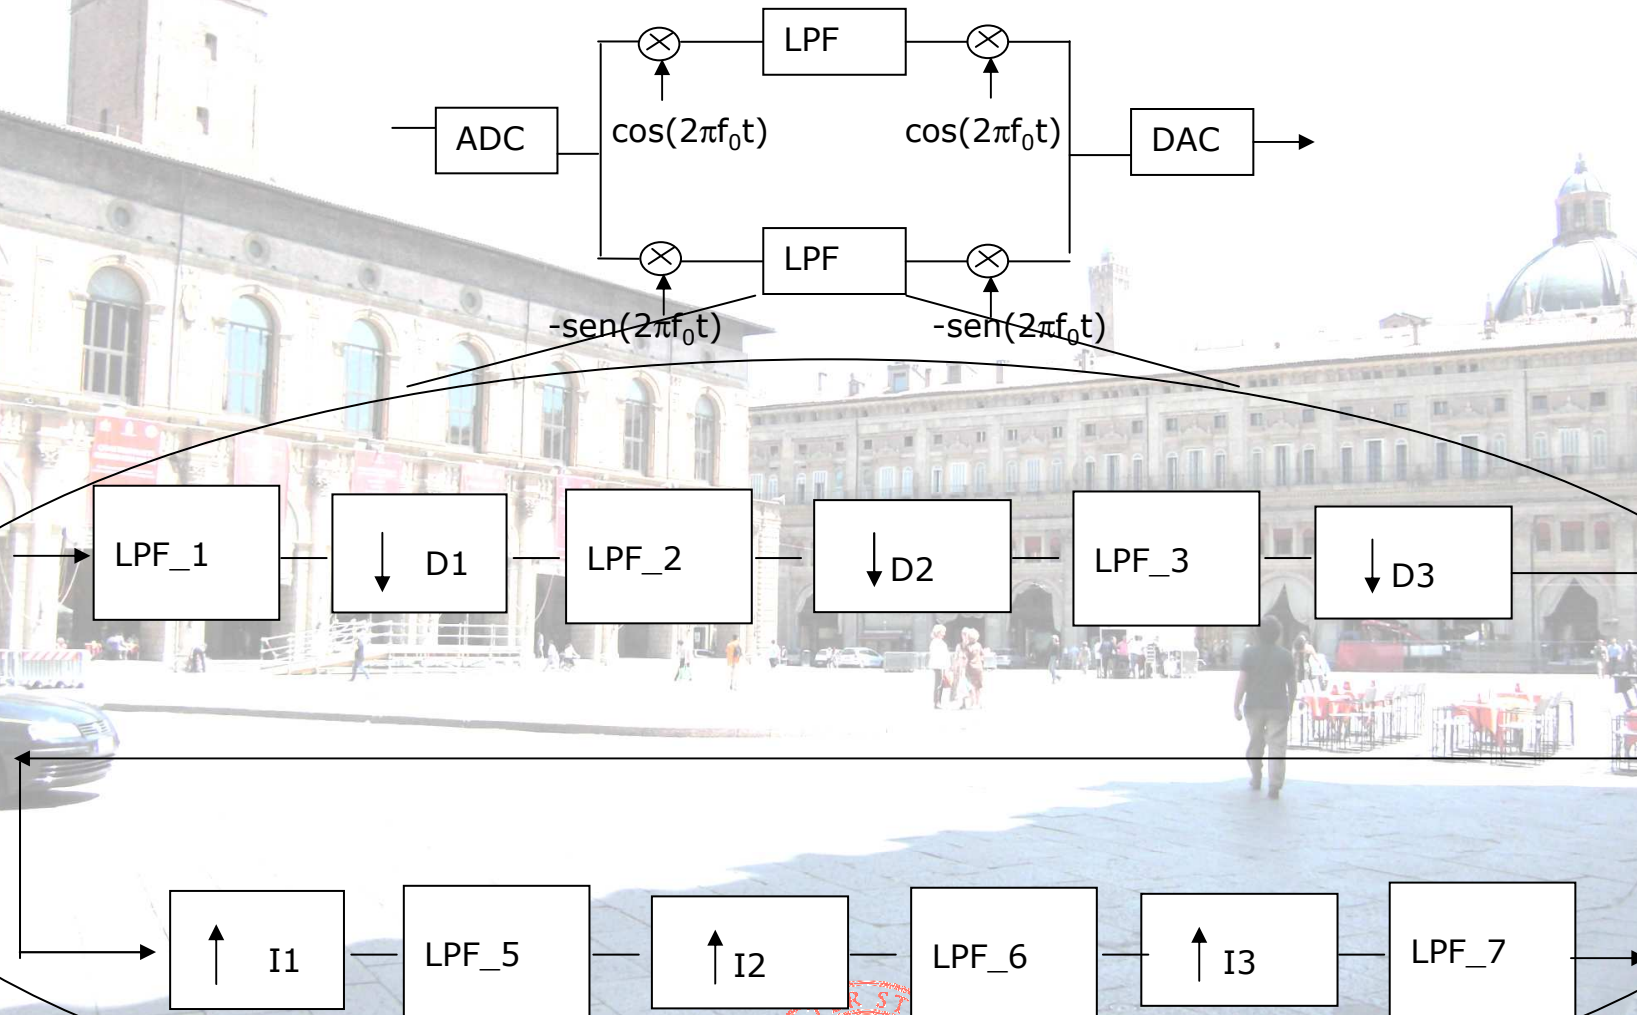 LPF
cos(2πf₀t) cos(2πf₀t)
ADC DAC
LPF
-sen(2πf₀t) -sen(2πf₀t)
LPF_1 D1 LPF_2 D2 LPF_3 D3
I1 LPF_5 I2 LPF_6 I3 LPF_7